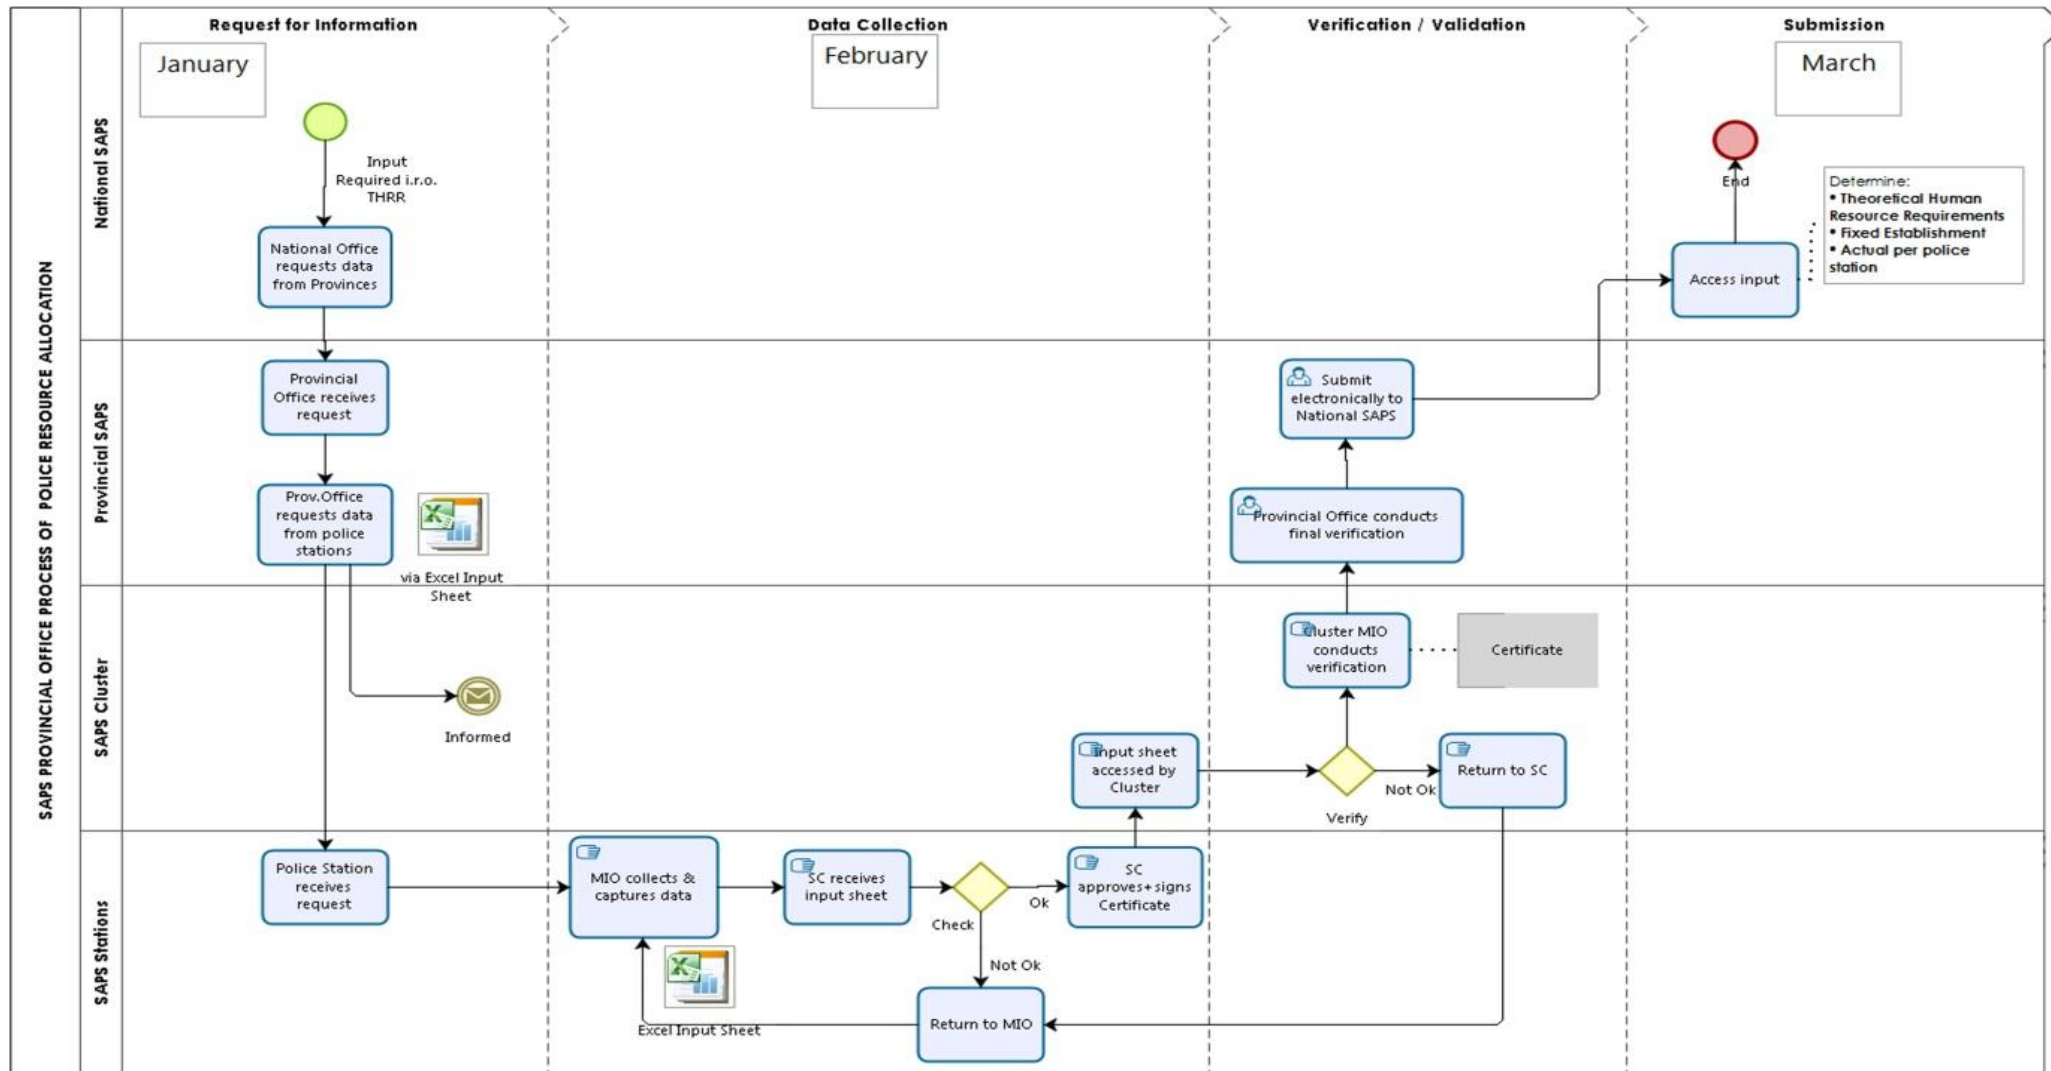 Request for Information
Data Collection
Verification / Validation
Submission
January
February
March
SAPS PROVINCIAL OFFICE PROCESS OF POLICE RESOURCE ALLOCATION
National SAPS
Input
Required i.r.o.
THRR
National Office
requests data
from Provinces
End
Determine:
• Theoretical Human
Resource Requirements
• Fixed Establishment
• Actual per police
station
Access input
Provincial SAPS
Provincial
Office receives
request
Prov.Office
requests data
from police
stations
via Excel Input
Sheet
Submit
electronically to
National SAPS
Provincial Office conducts
final verification
SAPS Cluster
Informed
Input sheet
accessed by
Cluster
Cluster MIO
conducts
verification
Certificate
Verify
Not Ok
Return to SC
SAPS Stations
Police Station
receives
request
MIO collects &
captures data
Excel Input Sheet
SC receives
input sheet
Check
Ok
Not Ok
SC
approves+signs
Certificate
Return to MIO